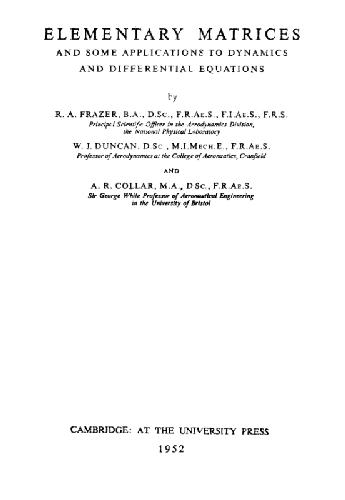 ELEMENTARY MATRICES
AND SOME APPLICATIONS TO DYNAMICS
AND DIFFERENTIAL EQUATIONS
by
R. A. FRAZER, B.A., D.Sc., F.R.Ae.S., F.I.Ae.S., F.R.S.
Principal Scientific Officer in the Aerodynamics Division,
the National Physical Laboratory
W. J. DUNCAN, D.Sc., M.I.Mech.E., F.R.Ae.S.
Professor of Aerodynamics at the College of Aeronautics, Cranfield
AND
A. R. COLLAR, M.A., D.Sc., F.R.Ae.S.
Sir George White Professor of Aeronautical Engineering
in the University of Bristol
CAMBRIDGE: AT THE UNIVERSITY PRESS
1952